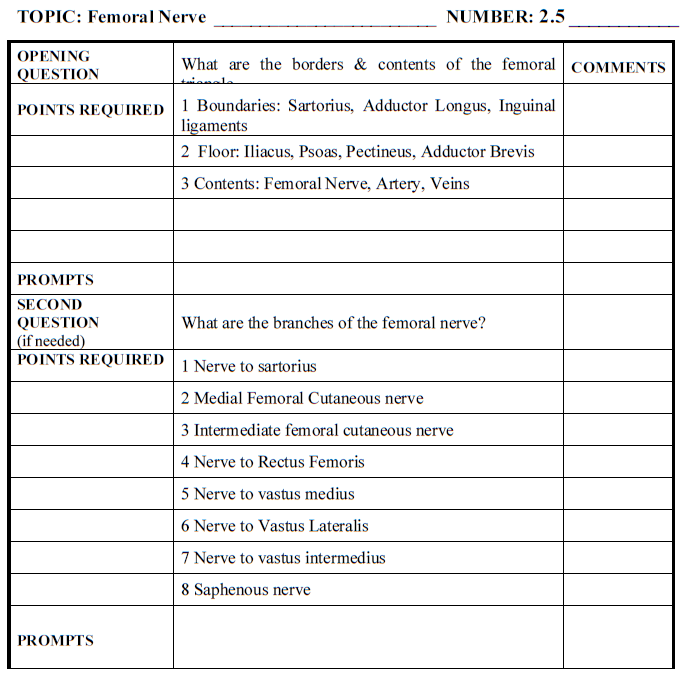 TOPIC: Femoral Nerve NUMBER: 2.5
OPENING
QUESTION
What are the borders & contents of the femoral
triangle
COMMENTS
POINTS REQUIRED
1 Boundaries: Sartorius, Adductor Longus, Inguinal
ligaments
2 Floor: Iliacus, Psoas, Pectineus, Adductor Brevis
3 Contents: Femoral Nerve, Artery, Veins
PROMPTS
SECOND
QUESTION
(if needed)
What are the branches of the femoral nerve?
POINTS REQUIRED
1 Nerve to sartorius
2 Medial Femoral Cutaneous nerve
3 Intermediate femoral cutaneous nerve
4 Nerve to Rectus Femoris
5 Nerve to vastus medius
6 Nerve to Vastus Lateralis
7 Nerve to vastus intermedius
8 Saphenous nerve
PROMPTS